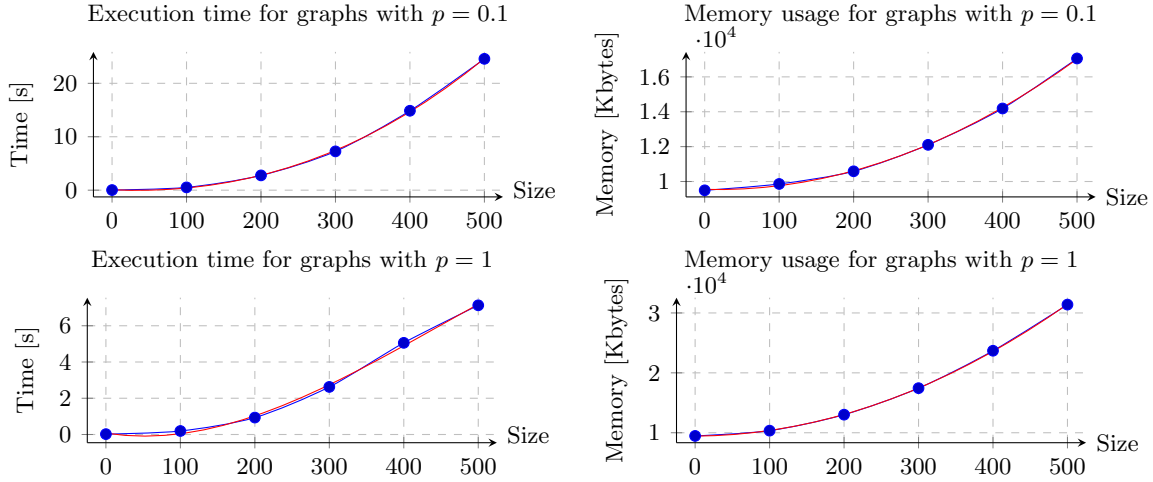 Execution time for graphs with p = 0.1
Time [s]
20
10
0
0 100 200 300 400 500
Size
Memory usage for graphs with p = 0.1
·10⁴
Memory [Kbytes]
1.6
1.4
1.2
1
0 100 200 300 400 500
Size
Execution time for graphs with p = 1
Time [s]
6
4
2
0
0 100 200 300 400 500
Size
Memory usage for graphs with p = 1
·10⁴
Memory [Kbytes]
3
2
1
0 100 200 300 400 500
Size